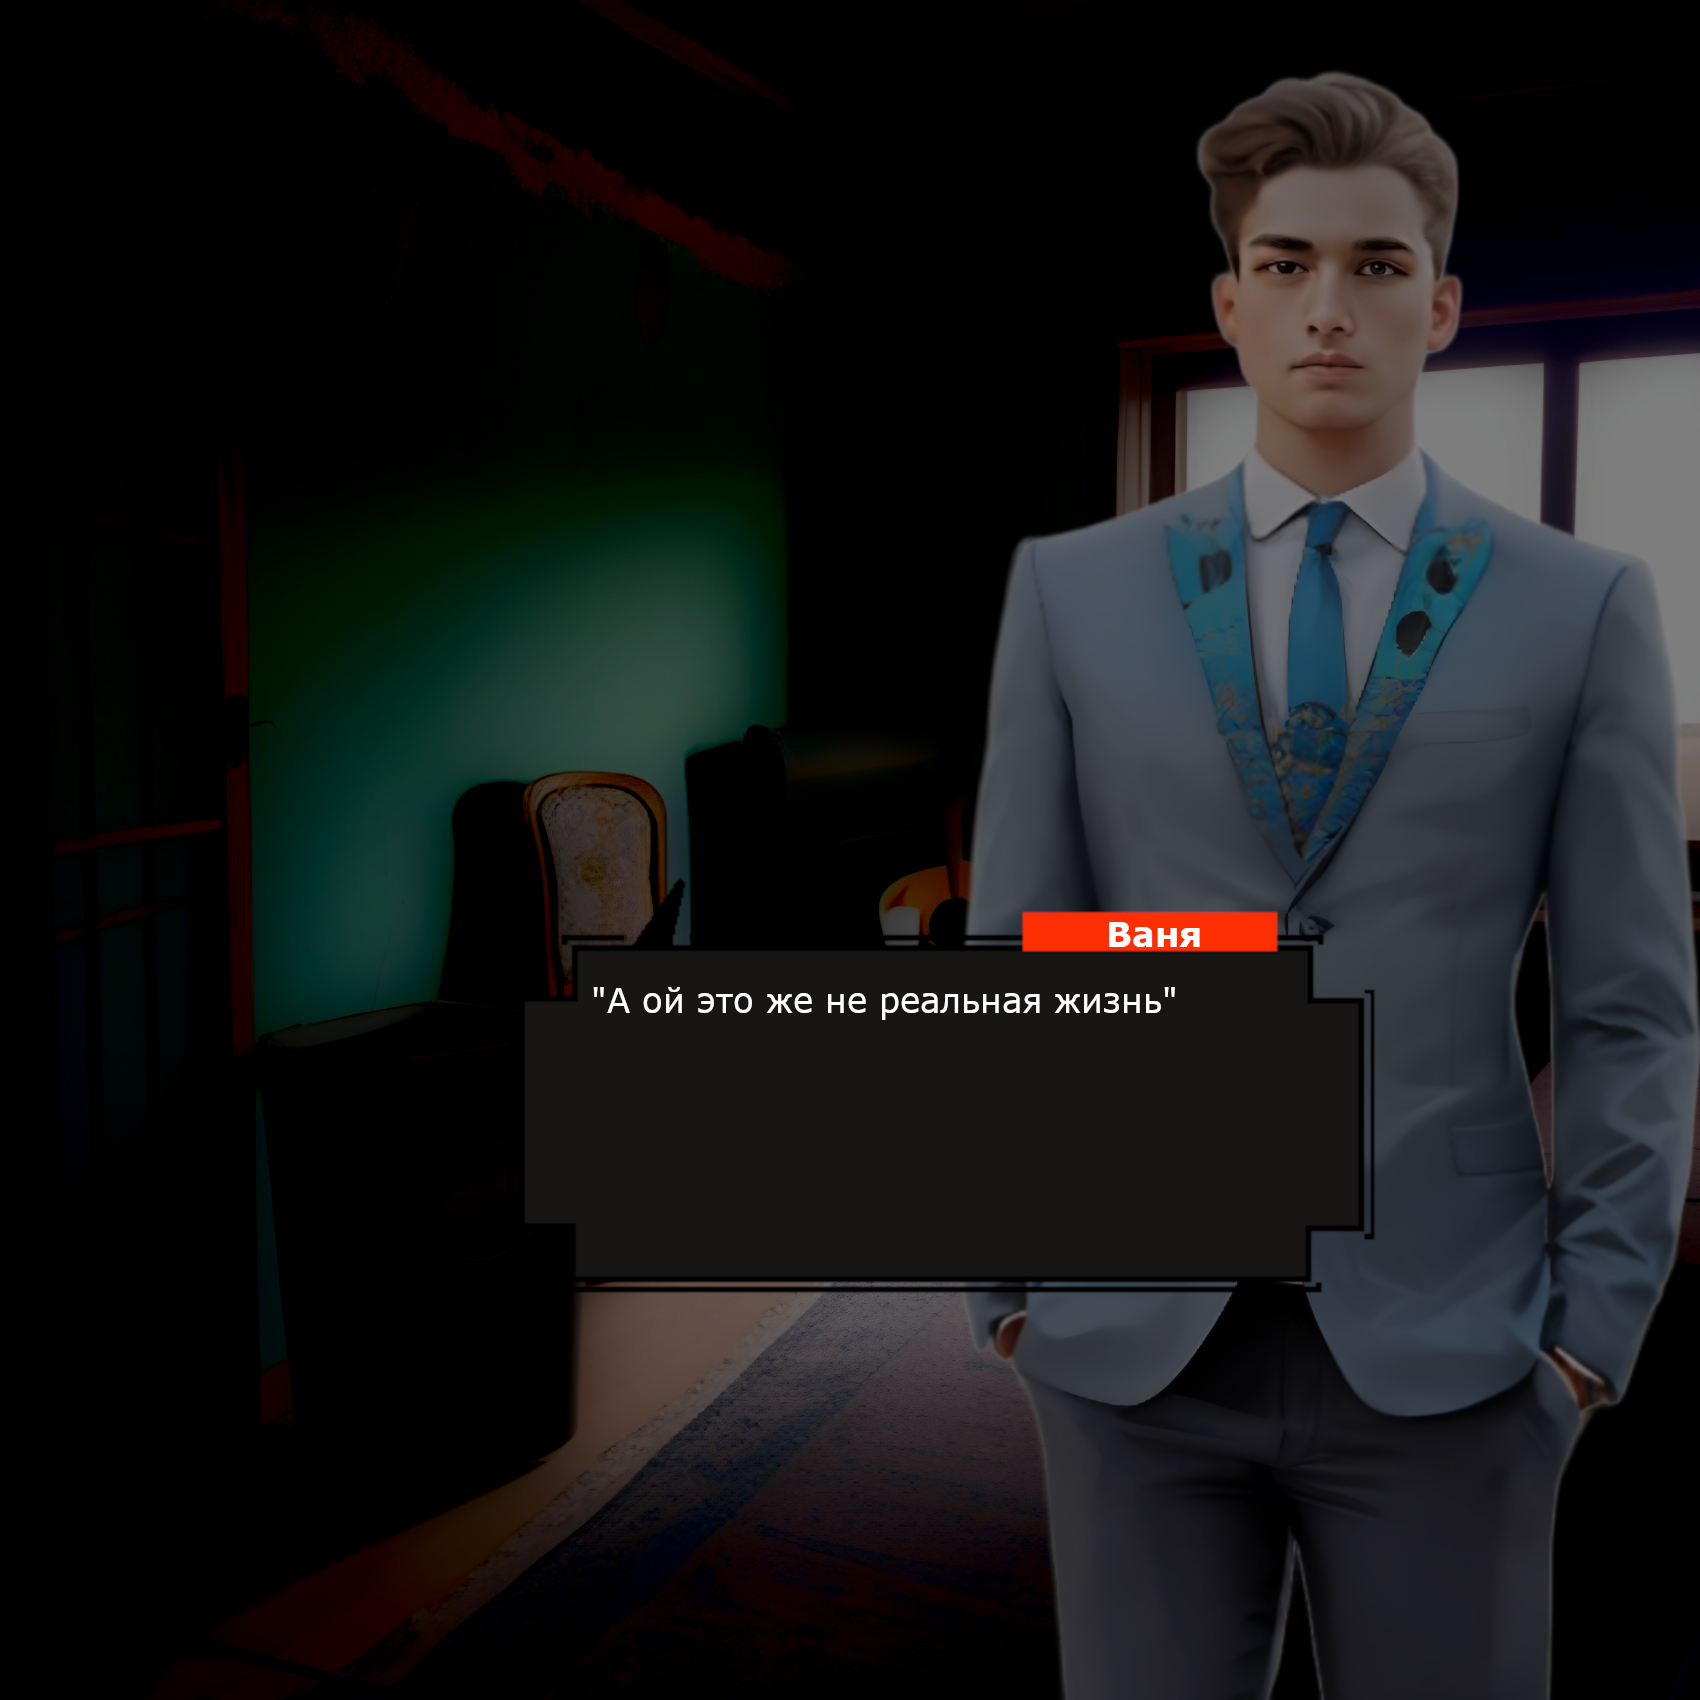 Ваня
"А ой это же не реальная жизнь"